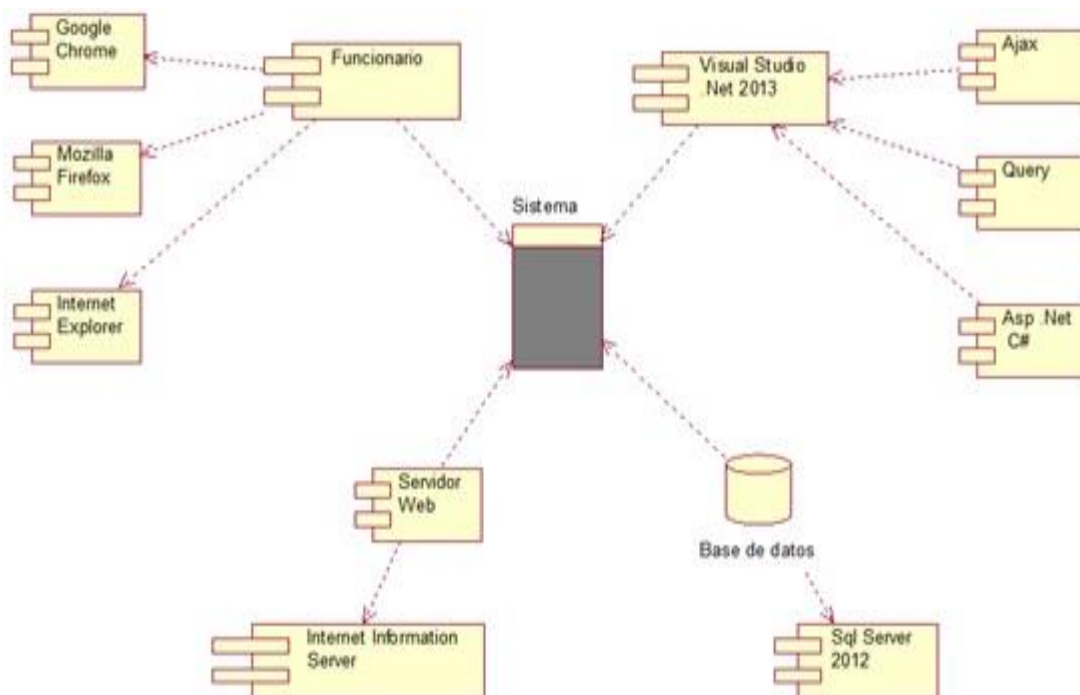 Google
Chrome
Funcionario
Visual Studio
.Net 2013
Ajax
Mozilla
Firefox
Query
Sistema
Internet
Explorer
Asp .Net
C#
Servidor
Web
Base de datos
Internet Information
Server
Sql Server
2012